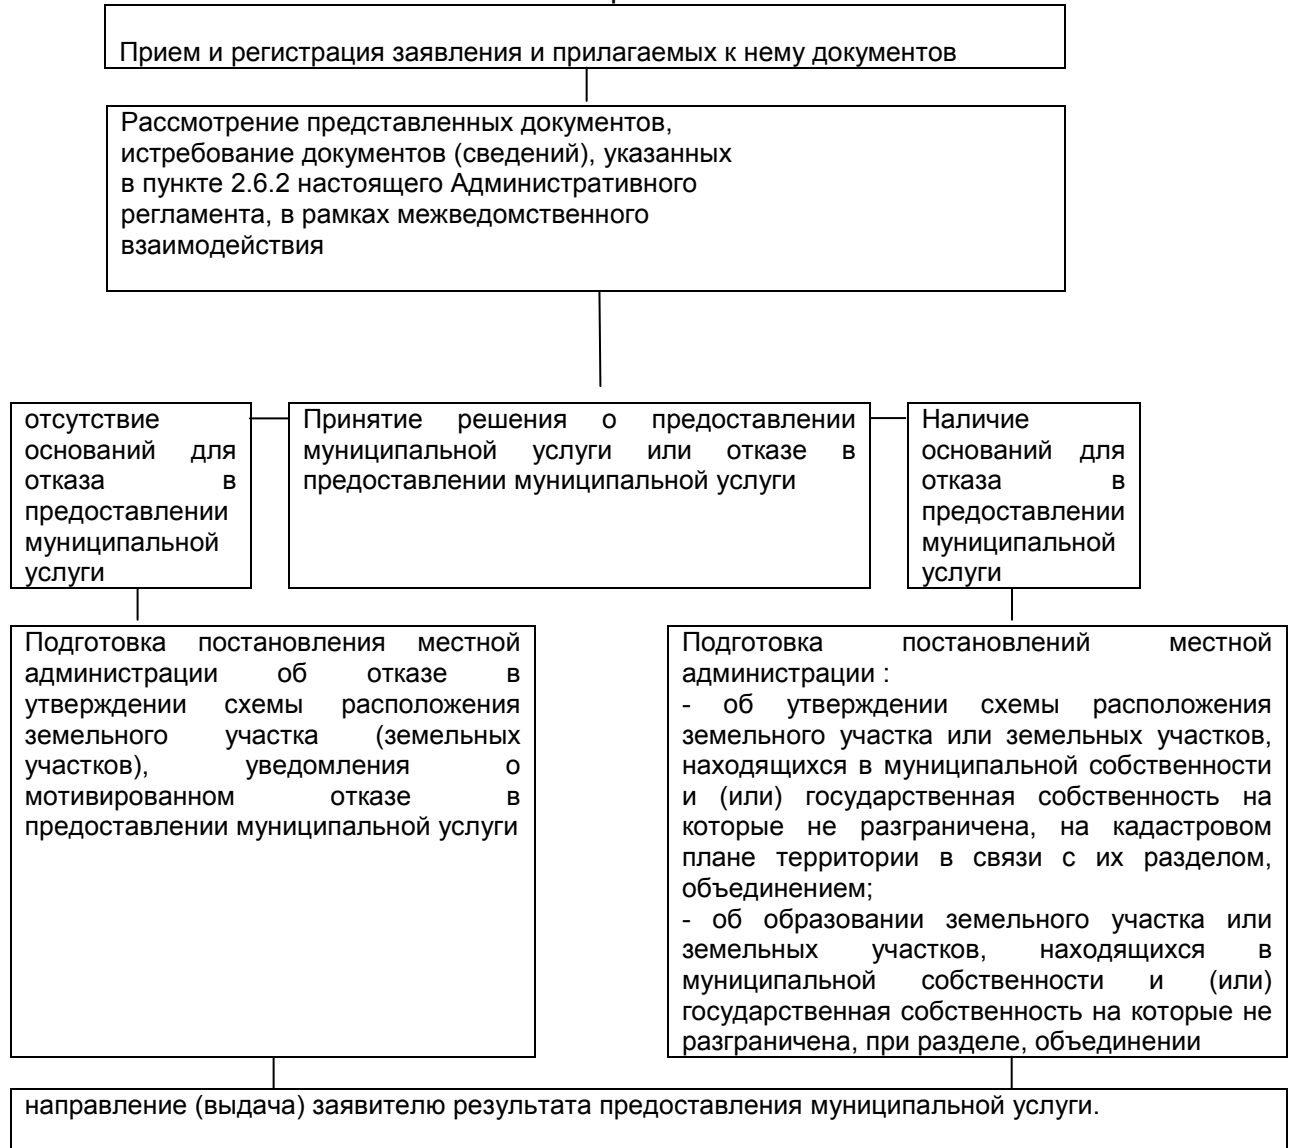 Прием и регистрация заявления и прилагаемых к нему документов
Рассмотрение представленных документов,
истребование документов (сведений), указанных
в пункте 2.6.2 настоящего Административного
регламента, в рамках межведомственного
взаимодействия
отсутствие
оснований для
отказа в
предоставлении
муниципальной
услуги
Принятие решения о предоставлении
муниципальной услуги или отказе в
предоставлении муниципальной услуги
Наличие
оснований для
отказа в
предоставлении
муниципальной
услуги
Подготовка постановления местной
администрации об отказе в
утверждении схемы расположения
земельного участка (земельных
участков), уведомления о
мотивированном отказе в
предоставлении муниципальной услуги
Подготовка постановлений местной
администрации :
- об утверждении схемы расположения
земельного участка или земельных участков,
находящихся в муниципальной собственности
и (или) государственная собственность на
которые не разграничена, на кадастровом
плане территории в связи с их разделом,
объединением;
- об образовании земельного участка или
земельных участков, находящихся в
муниципальной собственности и (или)
государственная собственность на которые не
разграничена, при разделе, объединении
направление (выдача) заявителю результата предоставления муниципальной услуги.